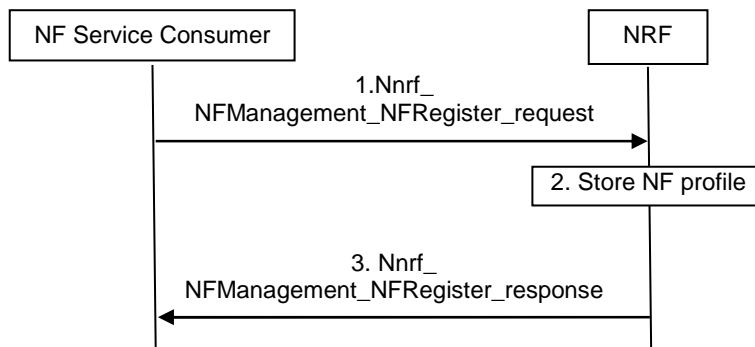 NF Service Consumer
NRF
1.Nnrf_
NFManagement_NFRegister_request
2. Store NF profile
3. Nnrf_
NFManagement_NFRegister_response